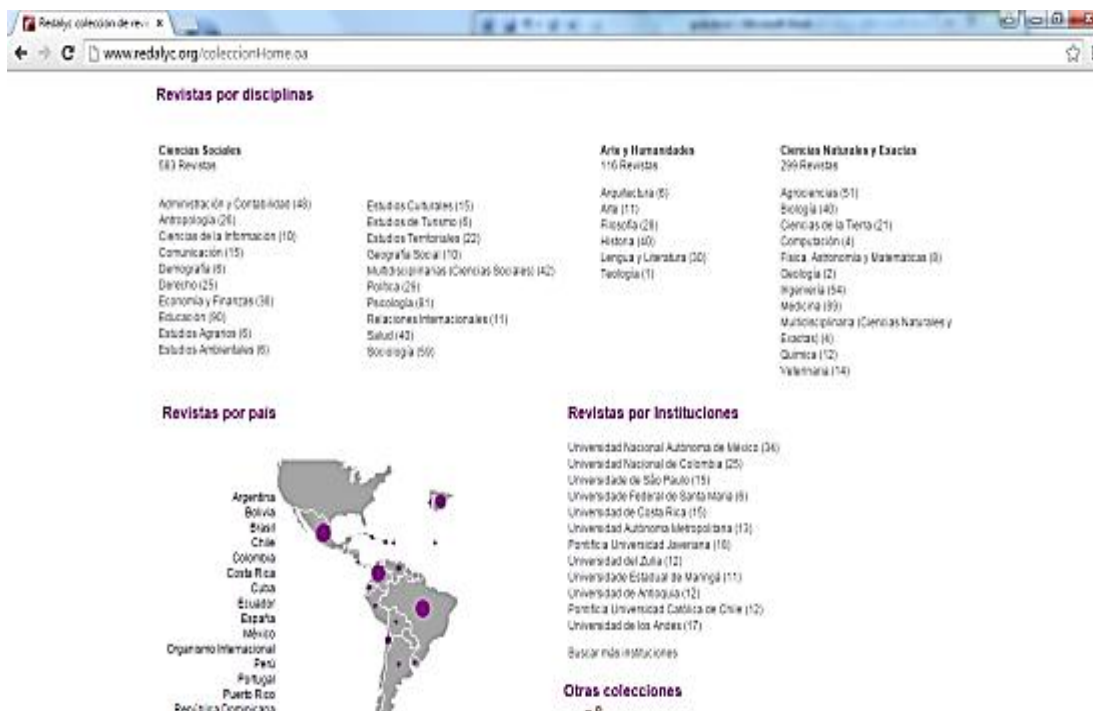 Redalyc colección de rev
www.redalyc.org/coleccionHome.oa
Revistas por disciplinas
Ciencias Sociales
583 Revistas
Administración y Contabilidad (48)
Antropología (26)
Ciencias de la Información (10)
Comunicación (15)
Demografía (6)
Derecho (25)
Economía y Finanzas (38)
Educación (90)
Estudios Agrarios (6)
Estudios Ambientales (6)
Estudios Culturales (15)
Estudios de Turismo (6)
Estudios Territoriales (22)
Geografía Social (10)
Multidisciplinarias (Ciencias Sociales) (42)
Política (29)
Psicología (81)
Relaciones Internacionales (11)
Salud (43)
Sociología (59)
Arte y Humanidades
116 Revistas
Arquitectura (6)
Arte (11)
Filosofía (28)
Historia (40)
Lengua y Literatura (30)
Teología (1)
Ciencias Naturales y Exactas
299 Revistas
Agrociencias (51)
Biología (40)
Ciencias de la Tierra (21)
Computación (4)
Física, Astronomía y Matemáticas (8)
Geología (2)
Ingeniería (54)
Medicina (89)
Multidisciplinaria (Ciencias Naturales y
Exactas) (4)
Química (12)
Veterinaria (14)
Revistas por país
Argentina
Bolivia
Brasil
Chile
Colombia
Costa Rica
Cuba
Ecuador
España
México
Organismo Internacional
Perú
Portugal
Puerto Rico
República Dominicana
Revistas por Instituciones
Universidad Nacional Autónoma de México (34)
Universidad Nacional de Colombia (25)
Universidade de São Paulo (15)
Universidade Federal de Santa Maria (6)
Universidad de Costa Rica (15)
Universidad Autónoma Metropolitana (13)
Pontificia Universidad Javeriana (16)
Universidad del Zulia (12)
Universidade Estadual de Maringá (11)
Universidad de Antioquia (12)
Pontificia Universidad Católica de Chile (12)
Universidad de los Andes (17)
Buscar más instituciones
Otras colecciones